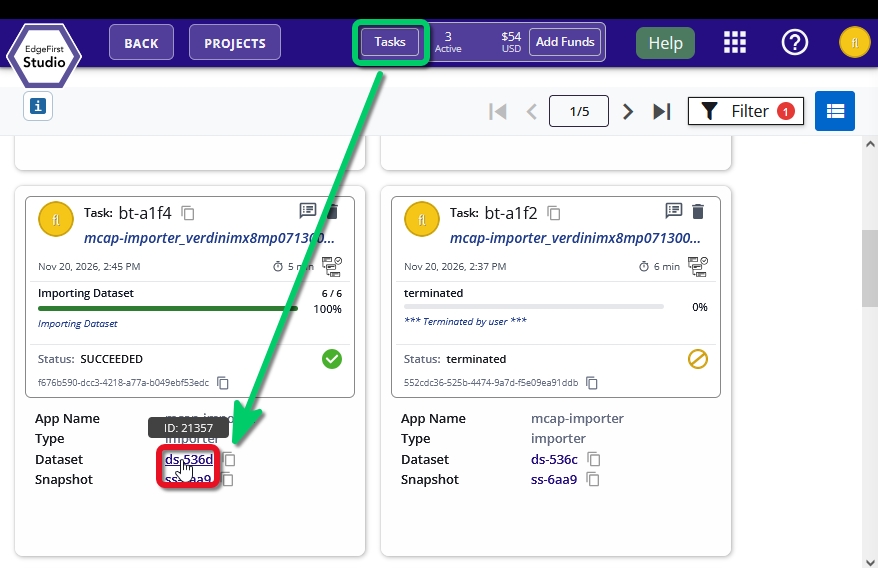 EdgeFirst
Studio
BACK
PROJECTS
Tasks
3
Active
$54
USD
Add Funds
Help
fl
1/5
Filter
1
fl
Task: bt-a1f4
mcap-importer_verdinimx8mp071300...
Nov 20, 2026, 2:45 PM
5 min
Importing Dataset
6 / 6
100%
Importing Dataset
Status: SUCCEEDED
f676b590-dcc3-4218-a77a-b049ebf53edc
App Name
Type
importer
Dataset
ds-536d
Snapshot
ss-6aa9
ID: 21357
fl
Task: bt-a1f2
mcap-importer_verdinimx8mp071300...
Nov 20, 2026, 2:37 PM
6 min
terminated
0%
*** Terminated by user ***
Status: terminated
552cdc36-525b-4474-9a7d-f5e09ea91ddb
App Name mcap-importer
Type importer
Dataset ds-536c
Snapshot ss-6aa9